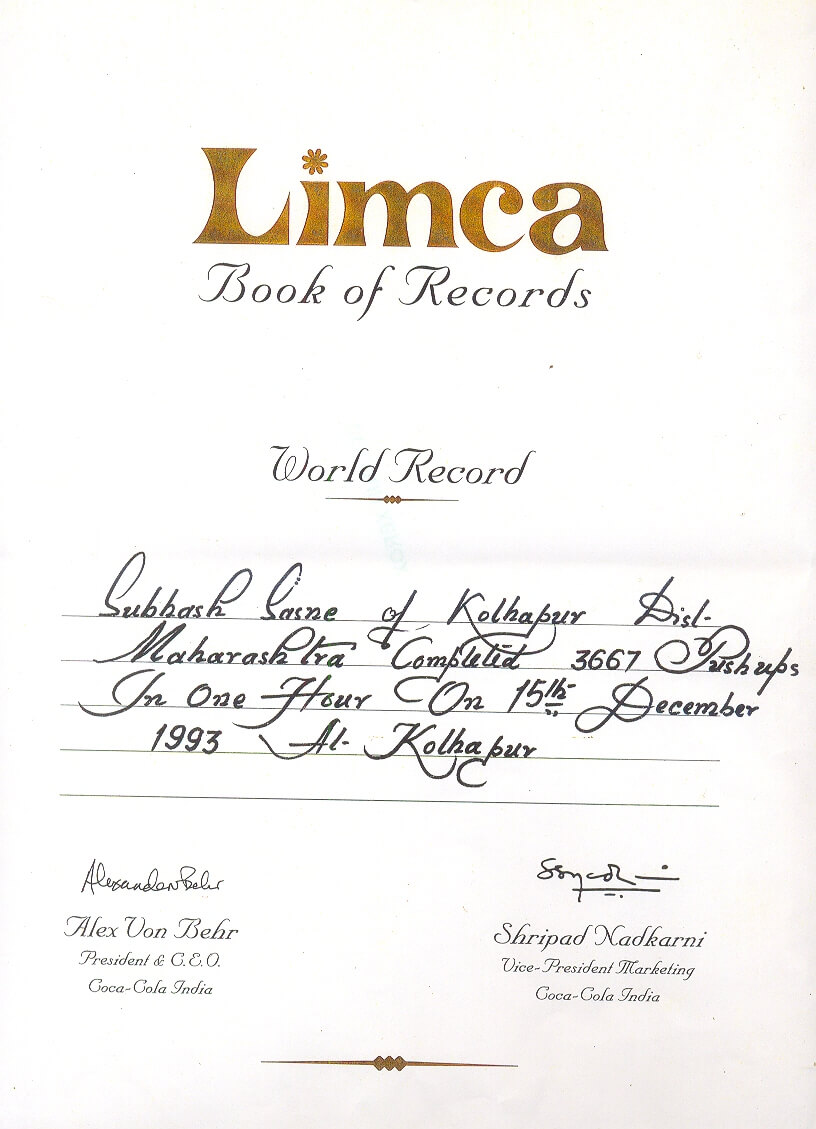 Limca
Book of Records
World Record
Subhash Sasne of Kolhapur Dist-
Maharashtra Completed 3667 Pushups
In One Hour On 15th December
1993 At- Kolhapur
Alexander Behr
Alex Von Behr
President & C.E.O.
Coca-Cola India
Shripad Nadkarni
Vice-President Marketing
Coca-Cola India